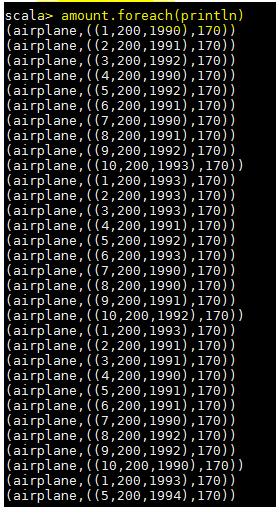 scala> amount.foreach(println)
(airplane,((1,200,1990),170))
(airplane,((2,200,1991),170))
(airplane,((3,200,1992),170))
(airplane,((4,200,1990),170))
(airplane,((5,200,1992),170))
(airplane,((6,200,1991),170))
(airplane,((7,200,1990),170))
(airplane,((8,200,1991),170))
(airplane,((9,200,1992),170))
(airplane,((10,200,1993),170))
(airplane,((1,200,1993),170))
(airplane,((2,200,1993),170))
(airplane,((3,200,1993),170))
(airplane,((4,200,1991),170))
(airplane,((5,200,1992),170))
(airplane,((6,200,1993),170))
(airplane,((7,200,1990),170))
(airplane,((8,200,1990),170))
(airplane,((9,200,1991),170))
(airplane,((10,200,1992),170))
(airplane,((1,200,1993),170))
(airplane,((2,200,1991),170))
(airplane,((3,200,1991),170))
(airplane,((4,200,1990),170))
(airplane,((5,200,1991),170))
(airplane,((6,200,1991),170))
(airplane,((7,200,1990),170))
(airplane,((8,200,1992),170))
(airplane,((9,200,1992),170))
(airplane,((10,200,1990),170))
(airplane,((1,200,1993),170))
(airplane,((5,200,1994),170))